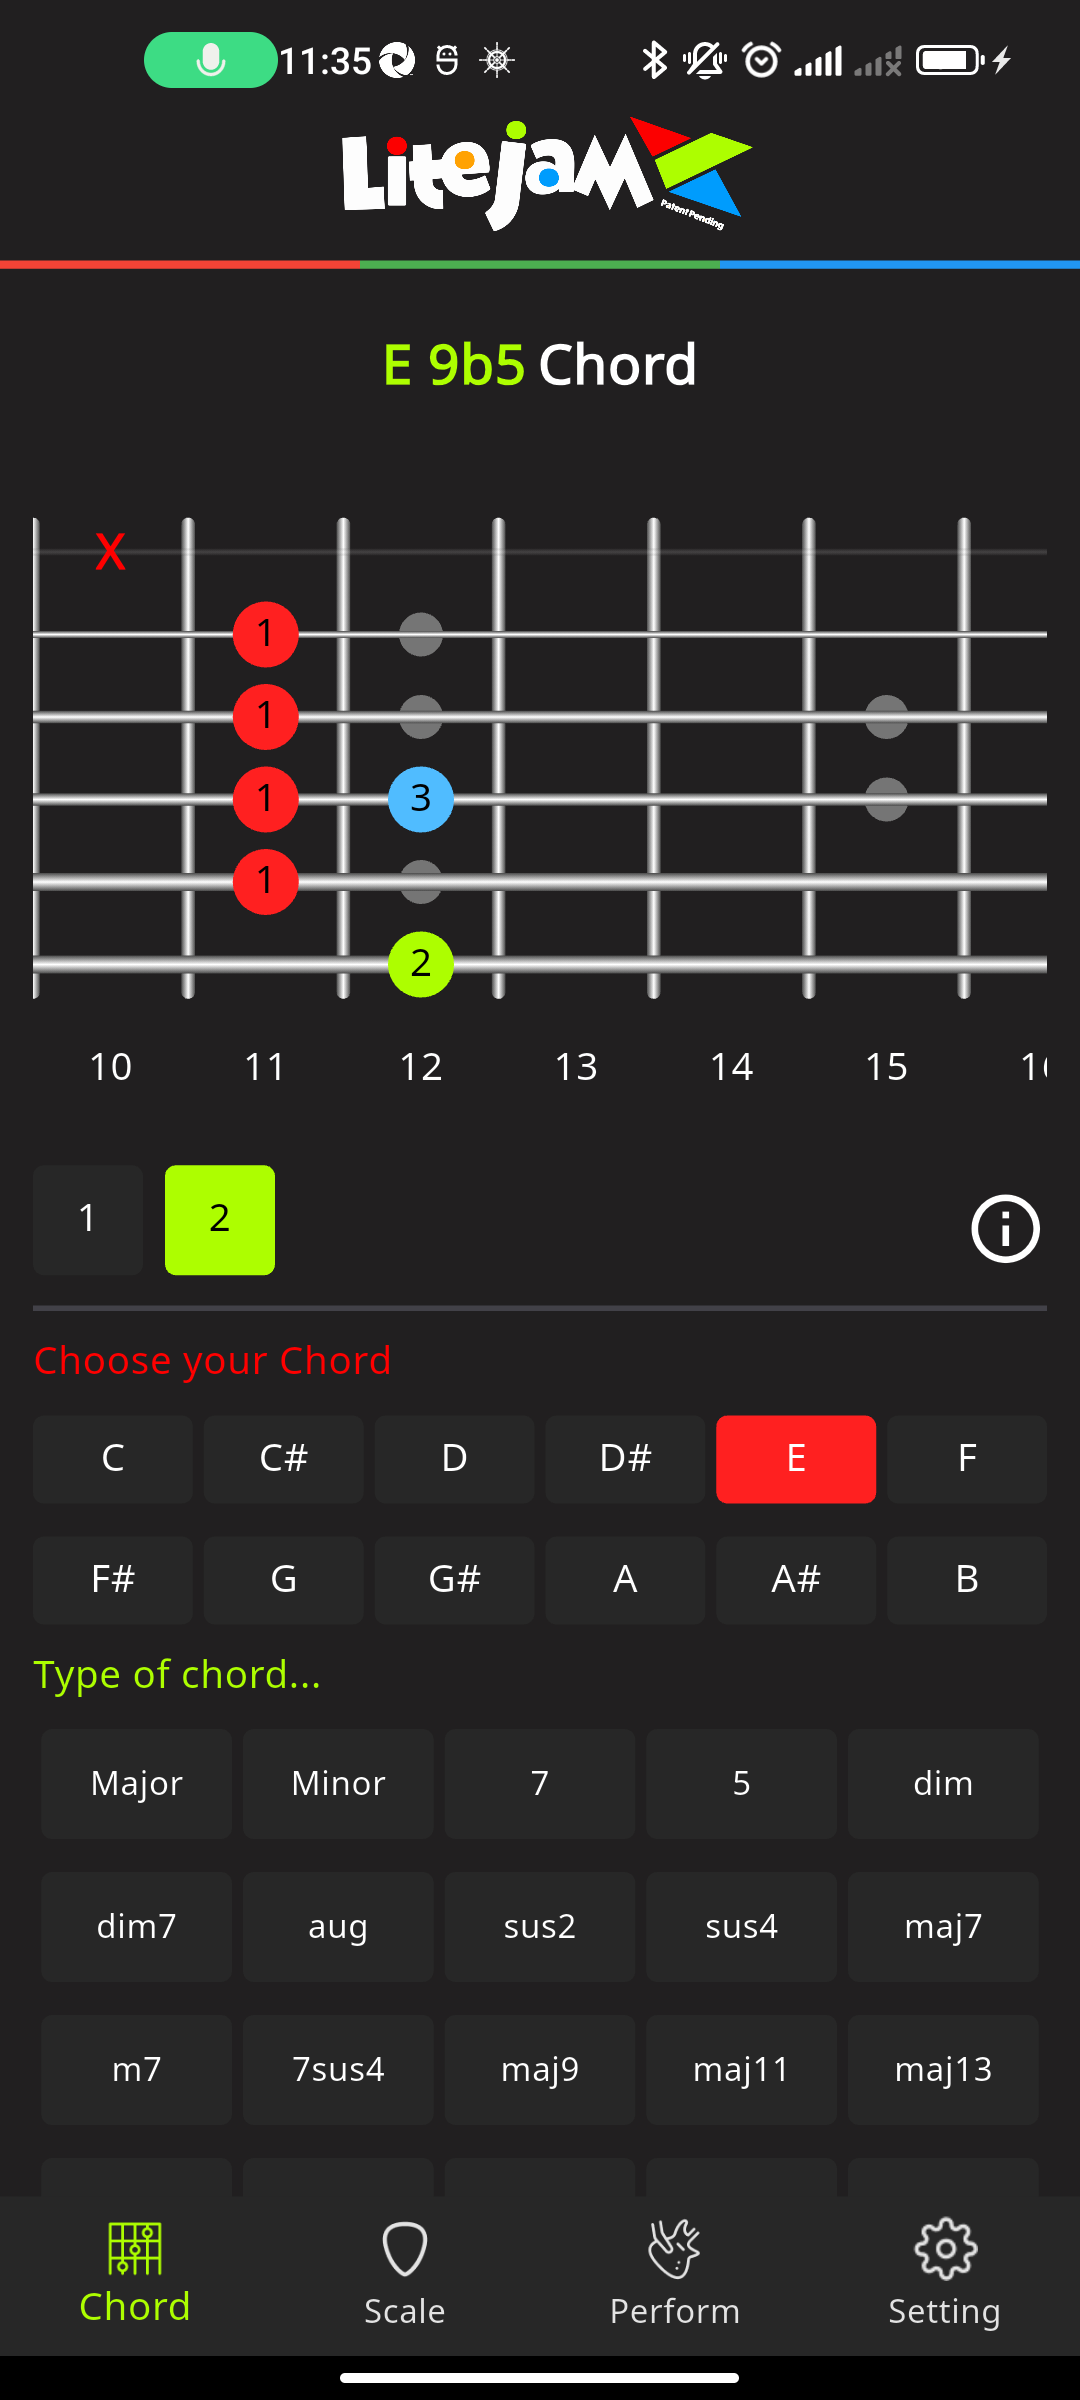 11:35
LitejaM
Patent Pending
E 9b5 Chord
X
1
1
1 3
1
2
10 11 12 13 14 15
1 2
Choose your Chord
C C# D D# E F
F# G G# A A# B
Type of chord...
Major Minor 7 5 dim
dim7 aug sus2 sus4 maj7
m7 7sus4 maj9 maj11 maj13
Chord Scale Perform Setting